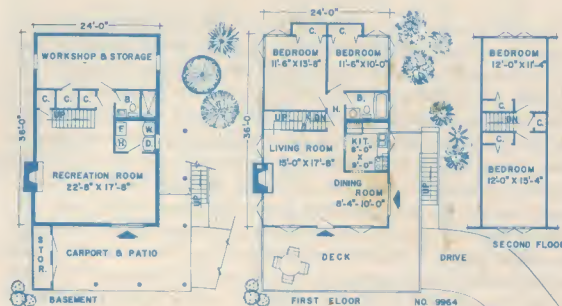 24'-0"
WORKSHOP & STORAGE
C. C. C. B.
UP
F. W.
H. D.
36'-0"
RECREATION ROOM
22'-8" X 17'-8"
UP
STOR.
CARPORT & PATIO
BASEMENT
24'-0"
C. C.
BEDROOM
11'-6" X 13'-8"
BEDROOM
11'-6" X 10'-0"
C. H. B.
UP DN.
36'-0"
LIVING ROOM
15'-0" X 17'-8"
KIT.
8'-0"
X
9'-0"
DINING
ROOM
8'-4"-10'-0"
UP
DECK
DRIVE
FIRST FLOOR
NO. 9964
BEDROOM
12'-0" X 11'-4"
C.
DN.
C.
C.
BEDROOM
12'-0" X 15'-4"
SECOND FLOOR